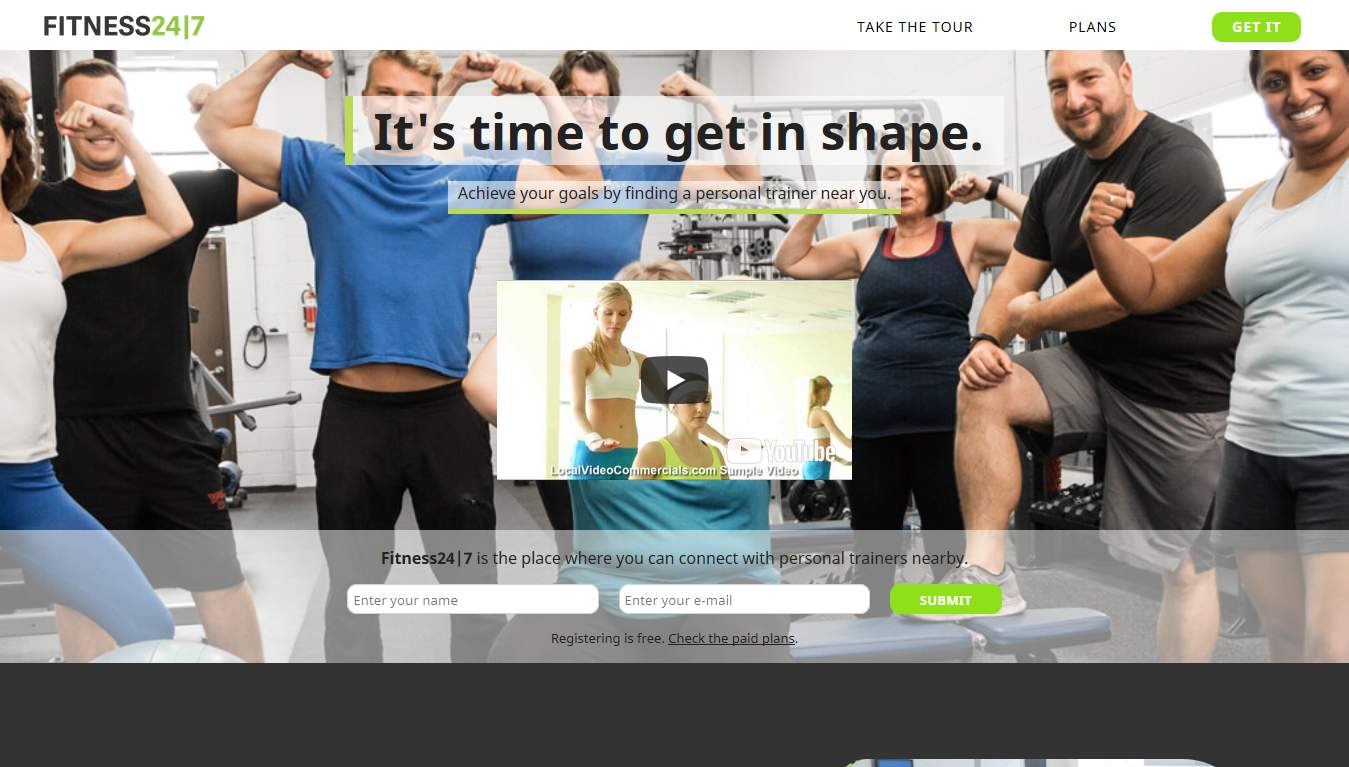 FITNESS24|7
TAKE THE TOUR
PLANS
GET IT
It's time to get in shape.
Achieve your goals by finding a personal trainer near you.
YouTube
LocalVideoCommercials.com Sample Video
Fitness24|7 is the place where you can connect with personal trainers nearby.
Enter your name
Enter your e-mail
SUBMIT
Registering is free. Check the paid plans.